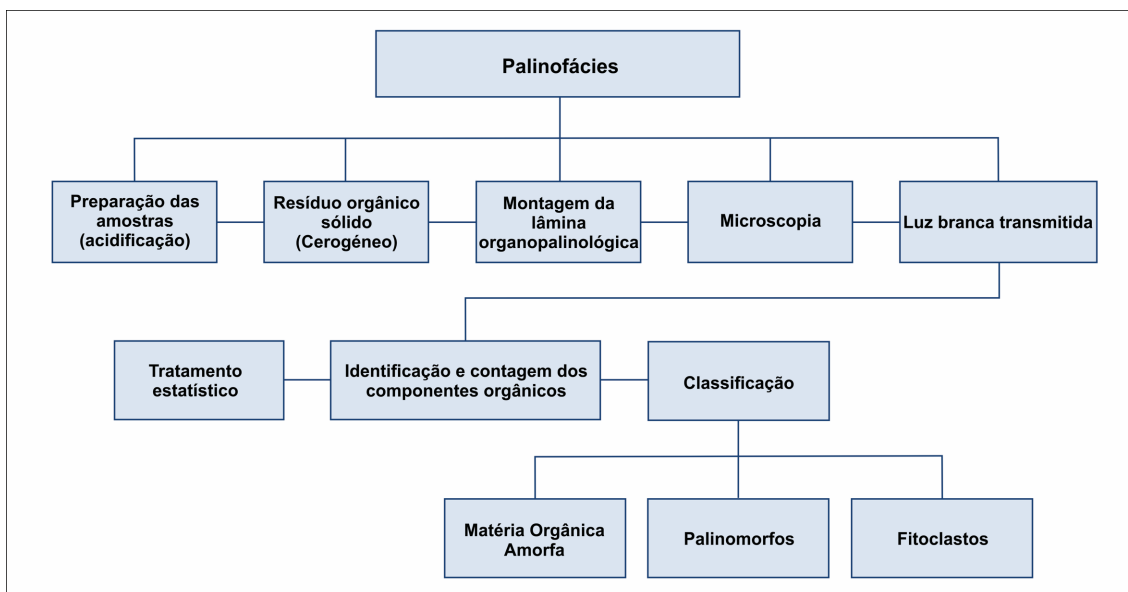 Palinofácies
Preparação das
amostras
(acidificação)
Resíduo orgânico
sólido
(Cerogéneo)
Montagem da
lâmina
organopalinológica
Microscopia
Luz branca transmitida
Tratamento
estatístico
Identificação e contagem dos
componentes orgânicos
Classificação
Matéria Orgânica
Amorfa
Palinomorfos
Fitoclastos